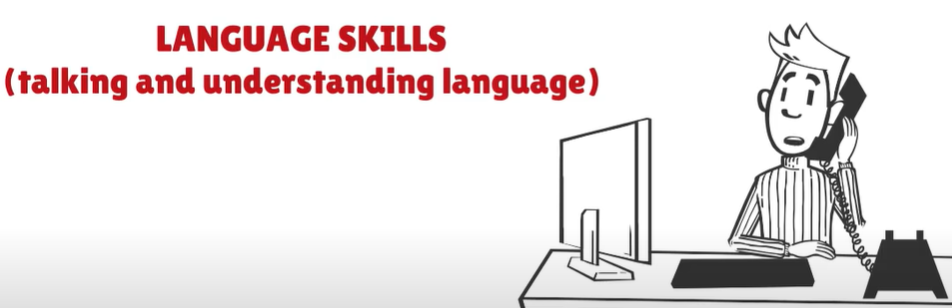 LANGUAGE SKILLS
(talking and understanding language)